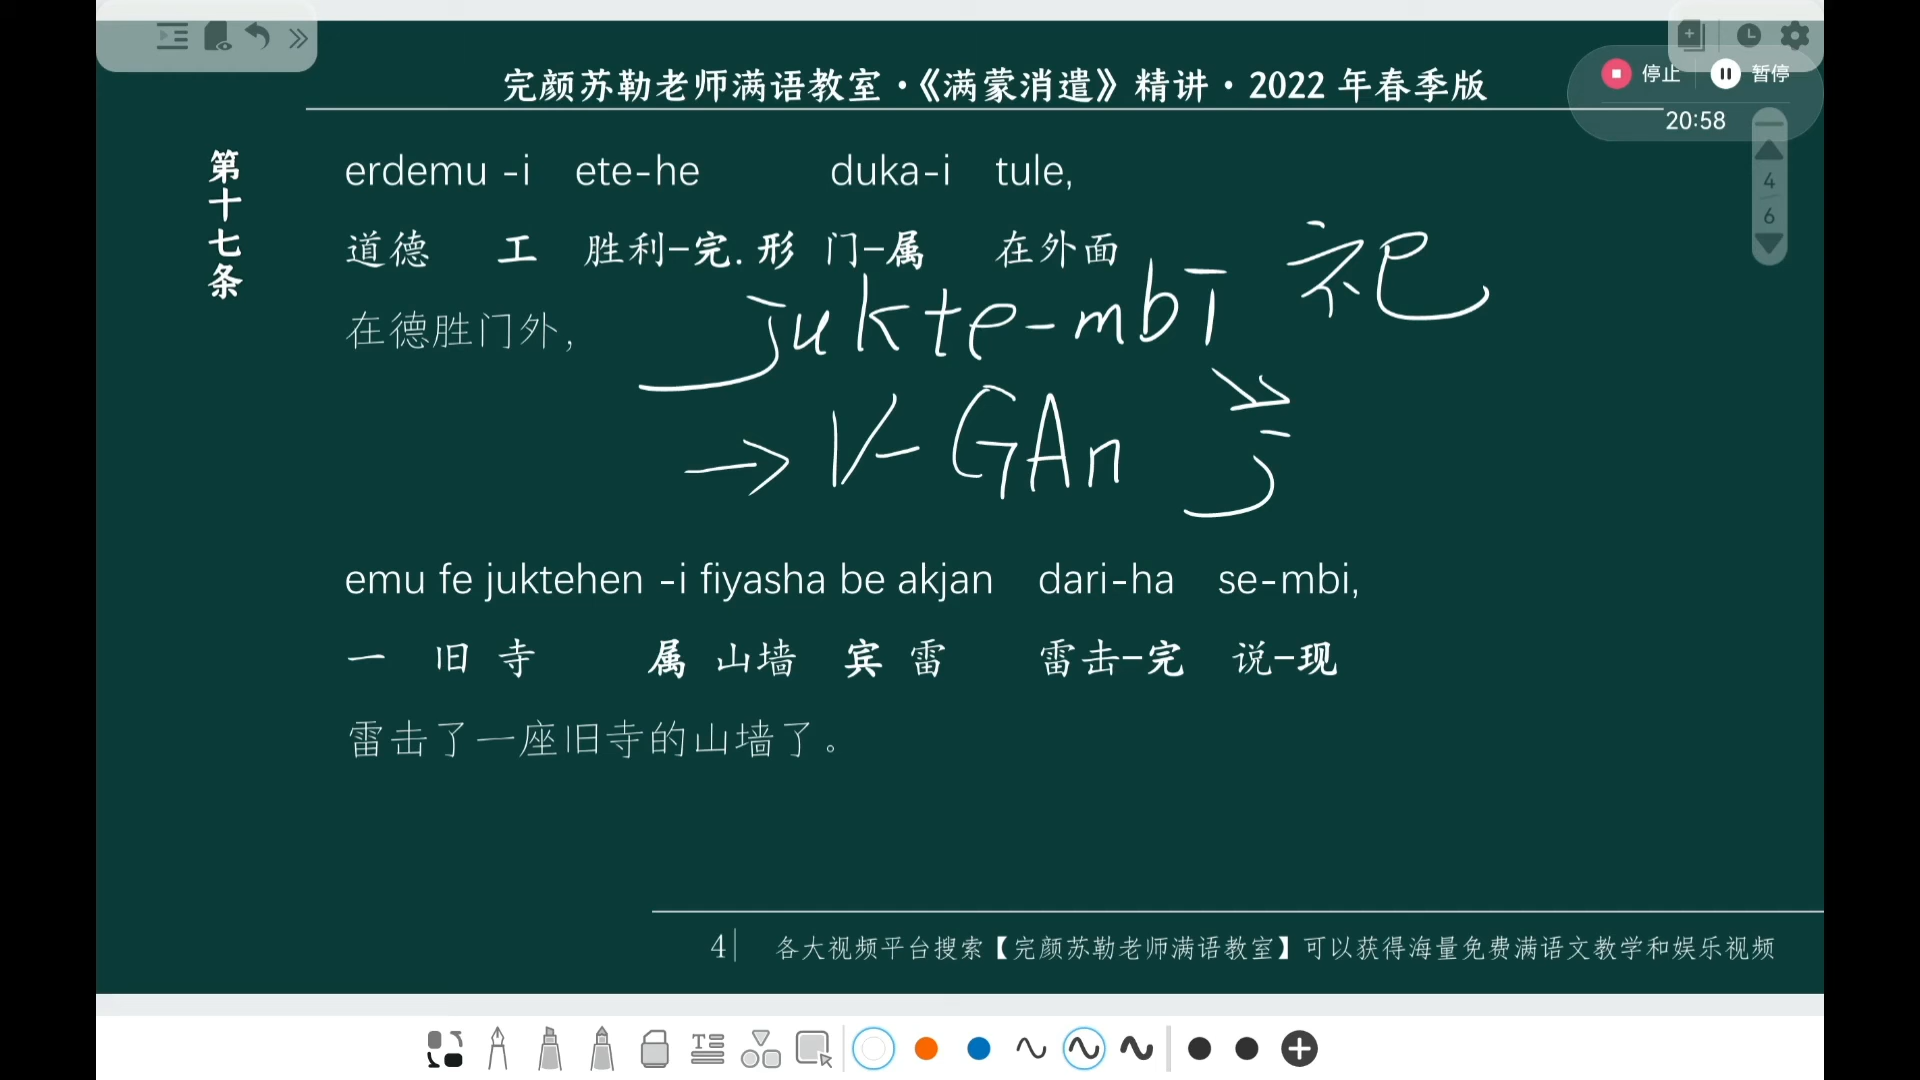 停止 暂停
20:58
完颜苏勒老师满语教室·《满蒙消遣》精讲·2022 年春季版
4
6
第十七条
erdemu -i ete-he duka-i tule,
道德 工 胜利-完.形 门-属 在外面
在德胜门外,
jukte-mbi 祀
→ V-GAn
emu fe juktehen -i fiyasha be akjan dari-ha se-mbi,
一 旧 寺 属 山墙 宾 雷 雷击-完 说-现
雷击了一座旧寺的山墙了。
4 各大视频平台搜索【完颜苏勒老师满语教室】可以获得海量免费满语文教学和娱乐视频